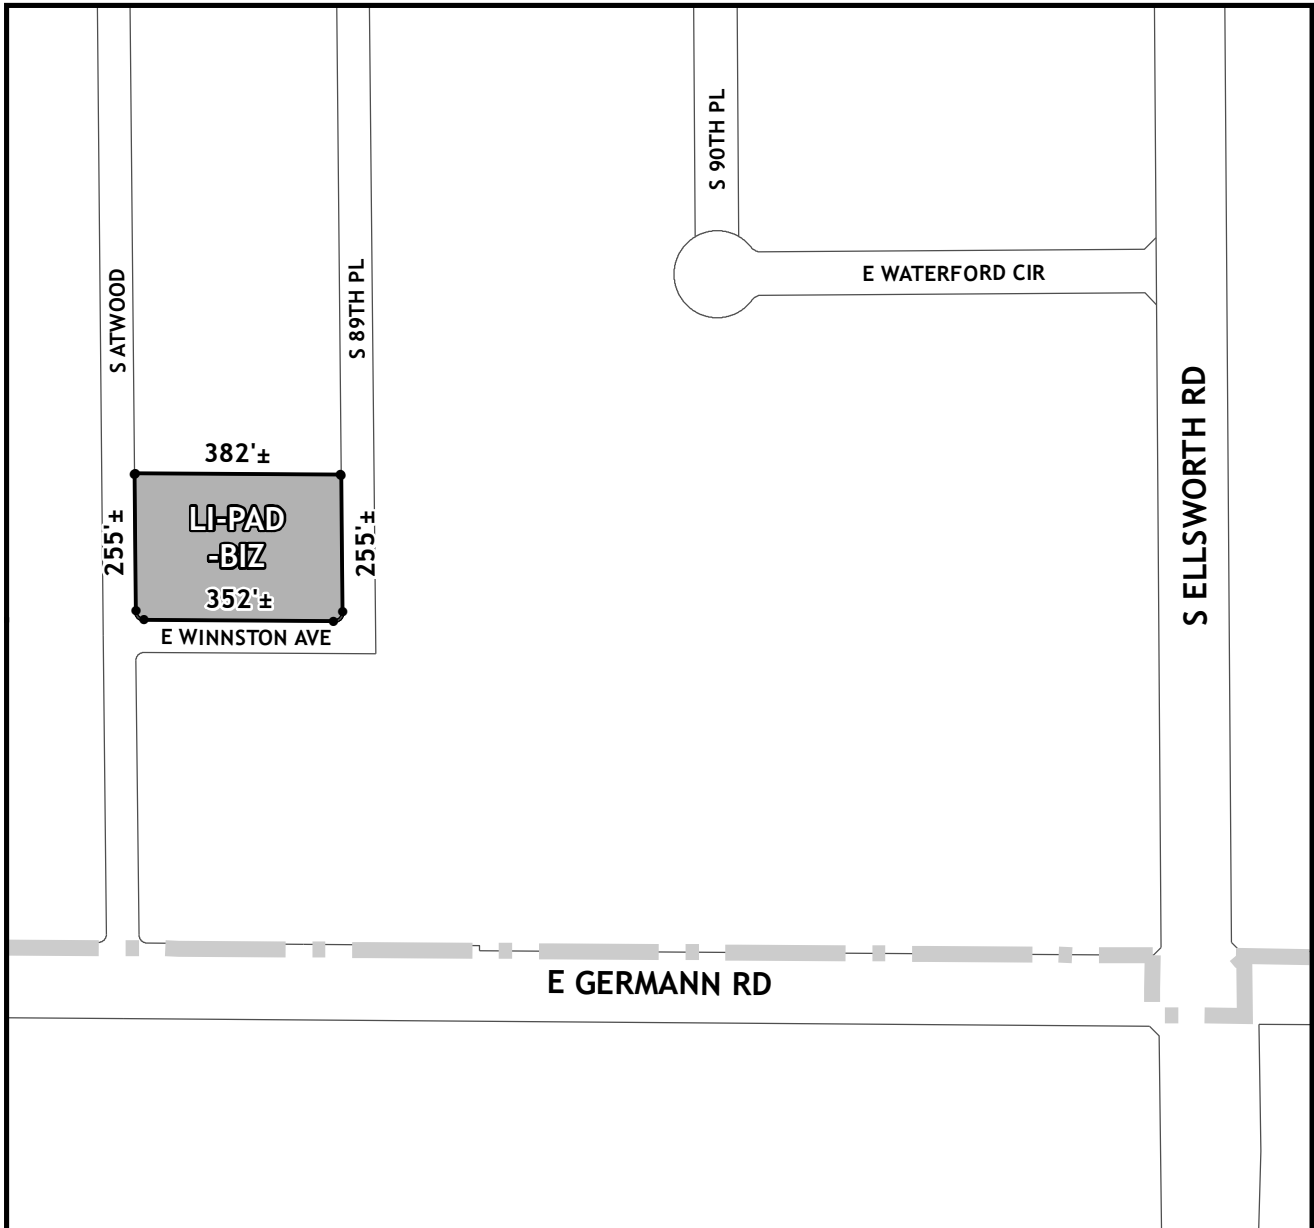 S 90TH PL
E WATERFORD CIR
S ATWOOD
S 89TH PL
S ELLSWORTH RD
382'±
255'±
LI-PAD
-BIZ
255'±
352'±
E WINNSTON AVE
E GERMANN RD